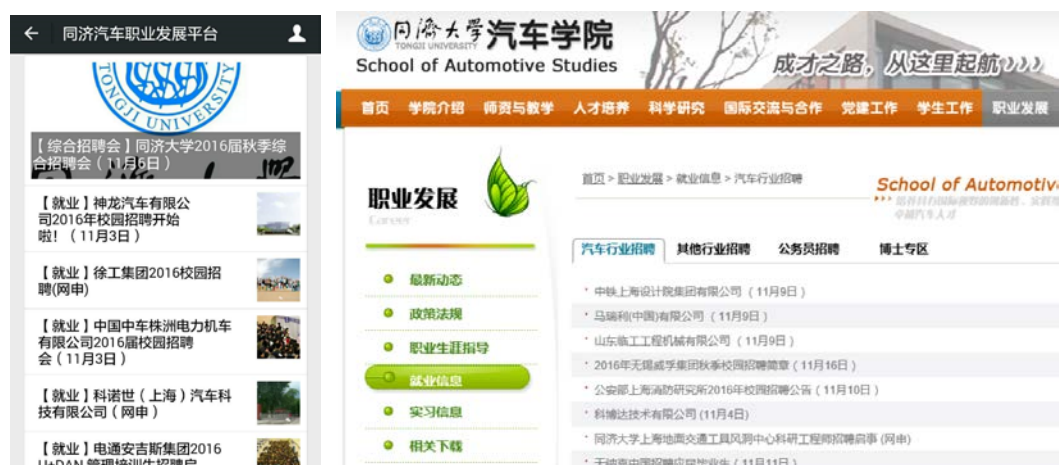 同济汽车职业发展平台
TONGJI UNIVERSITY
【综合招聘会】同济大学2016届秋季综
合招聘会（11月6日）
【就业】神龙汽车有限公
司2016年校园招聘开始
啦！（11月3日）
【就业】徐工集团2016校园招
聘(网申)
【就业】中国中车株洲电力机车
有限公司2016届校园招聘
会（11月3日）
【就业】科诺世（上海）汽车科
技有限公司（网申）
【就业】电通安吉斯集团2016
同濟大學 汽车学院
TONGJI UNIVERSITY
School of Automotive Studies
成才之路，从这里起航
首页 学院介绍 师资与教学 人才培养 科学研究 国际交流与合作 党建工作 学生工作 职业发展
职业发展
Career
最新动态
政策法规
职业生涯指导
就业信息
实习信息
相关下载
首页 > 职业发展 > 就业信息 > 汽车行业招聘
School of Automotive
卓越汽车人才
汽车行业招聘 其他行业招聘 公务员招聘 博士专区
中铁上海设计院集团有限公司 （11月9日）
马瑞利(中国)有限公司 （11月9日）
山东临工工程机械有限公司 （11月9日）
2016年无锡威孚集团秋季校园招聘简章（11月16日）
公安部上海消防研究所2016年校园招聘公告（11月10日）
科博达技术有限公司 (11月4日)
同济大学上海地面交通工具风洞中心科研工程师招聘启事 (网申)